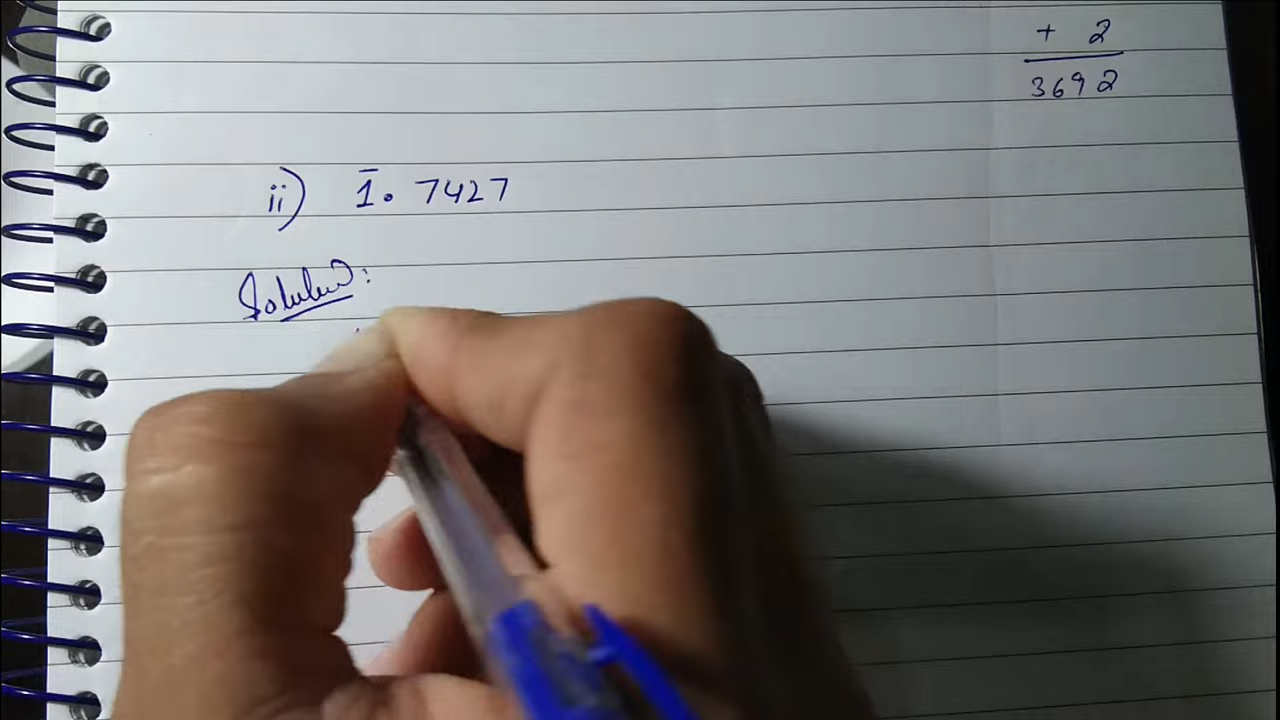 + 2
3692
ii) 1̄. 7427
Solution: